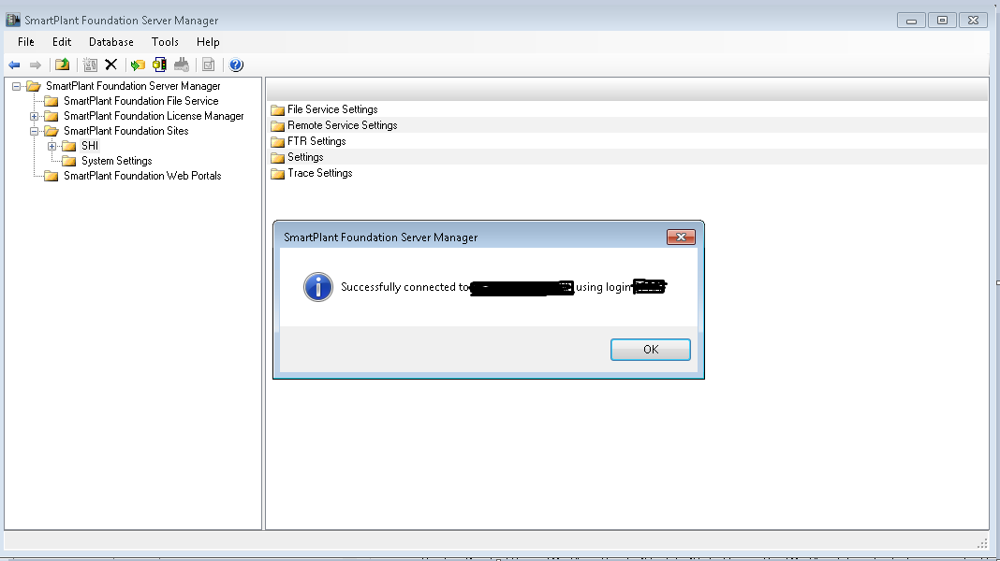 SmartPlant Foundation Server Manager
File Edit Database Tools Help
SmartPlant Foundation Server Manager
SmartPlant Foundation File Service
SmartPlant Foundation License Manager
SmartPlant Foundation Sites
SHI
System Settings
SmartPlant Foundation Web Portals
File Service Settings
Remote Service Settings
FTR Settings
Settings
Trace Settings
SmartPlant Foundation Server Manager
Successfully connected to using login
OK